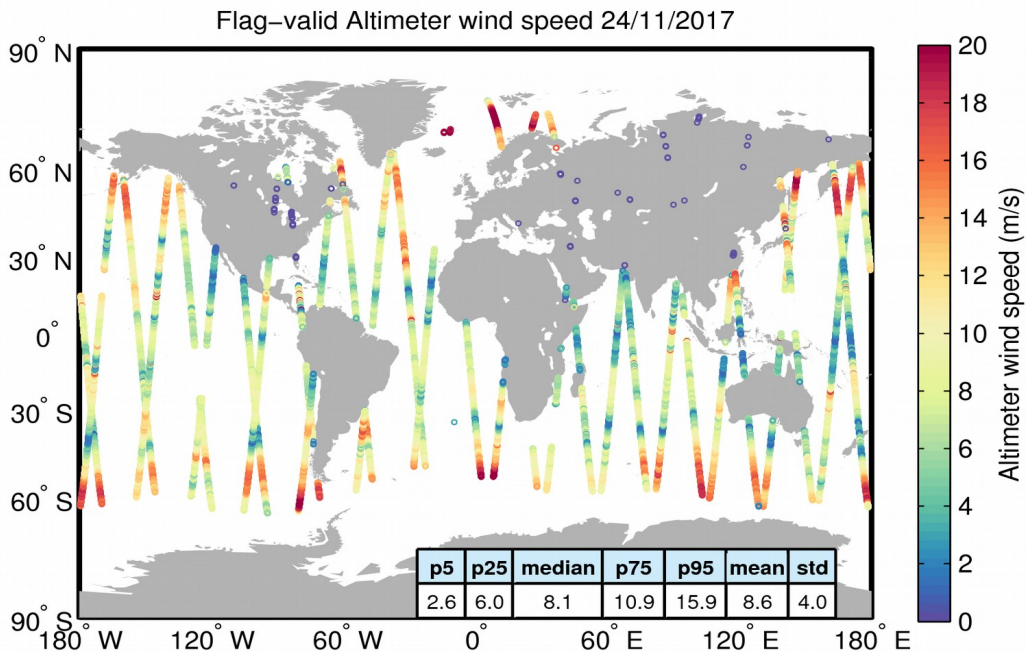 Flag−valid Altimeter wind speed 24/11/2017
90° N
60° N
30° N
0°
30° S
60° S
90° S
180° W
120° W
60° W
0°
60° E
120° E
180° E
p5 p25 median p75 p95 mean std
2.6 6.0 8.1 10.9 15.9 8.6 4.0
20
18
16
14
12
10
8
6
4
2
0
Altimeter wind speed (m/s)